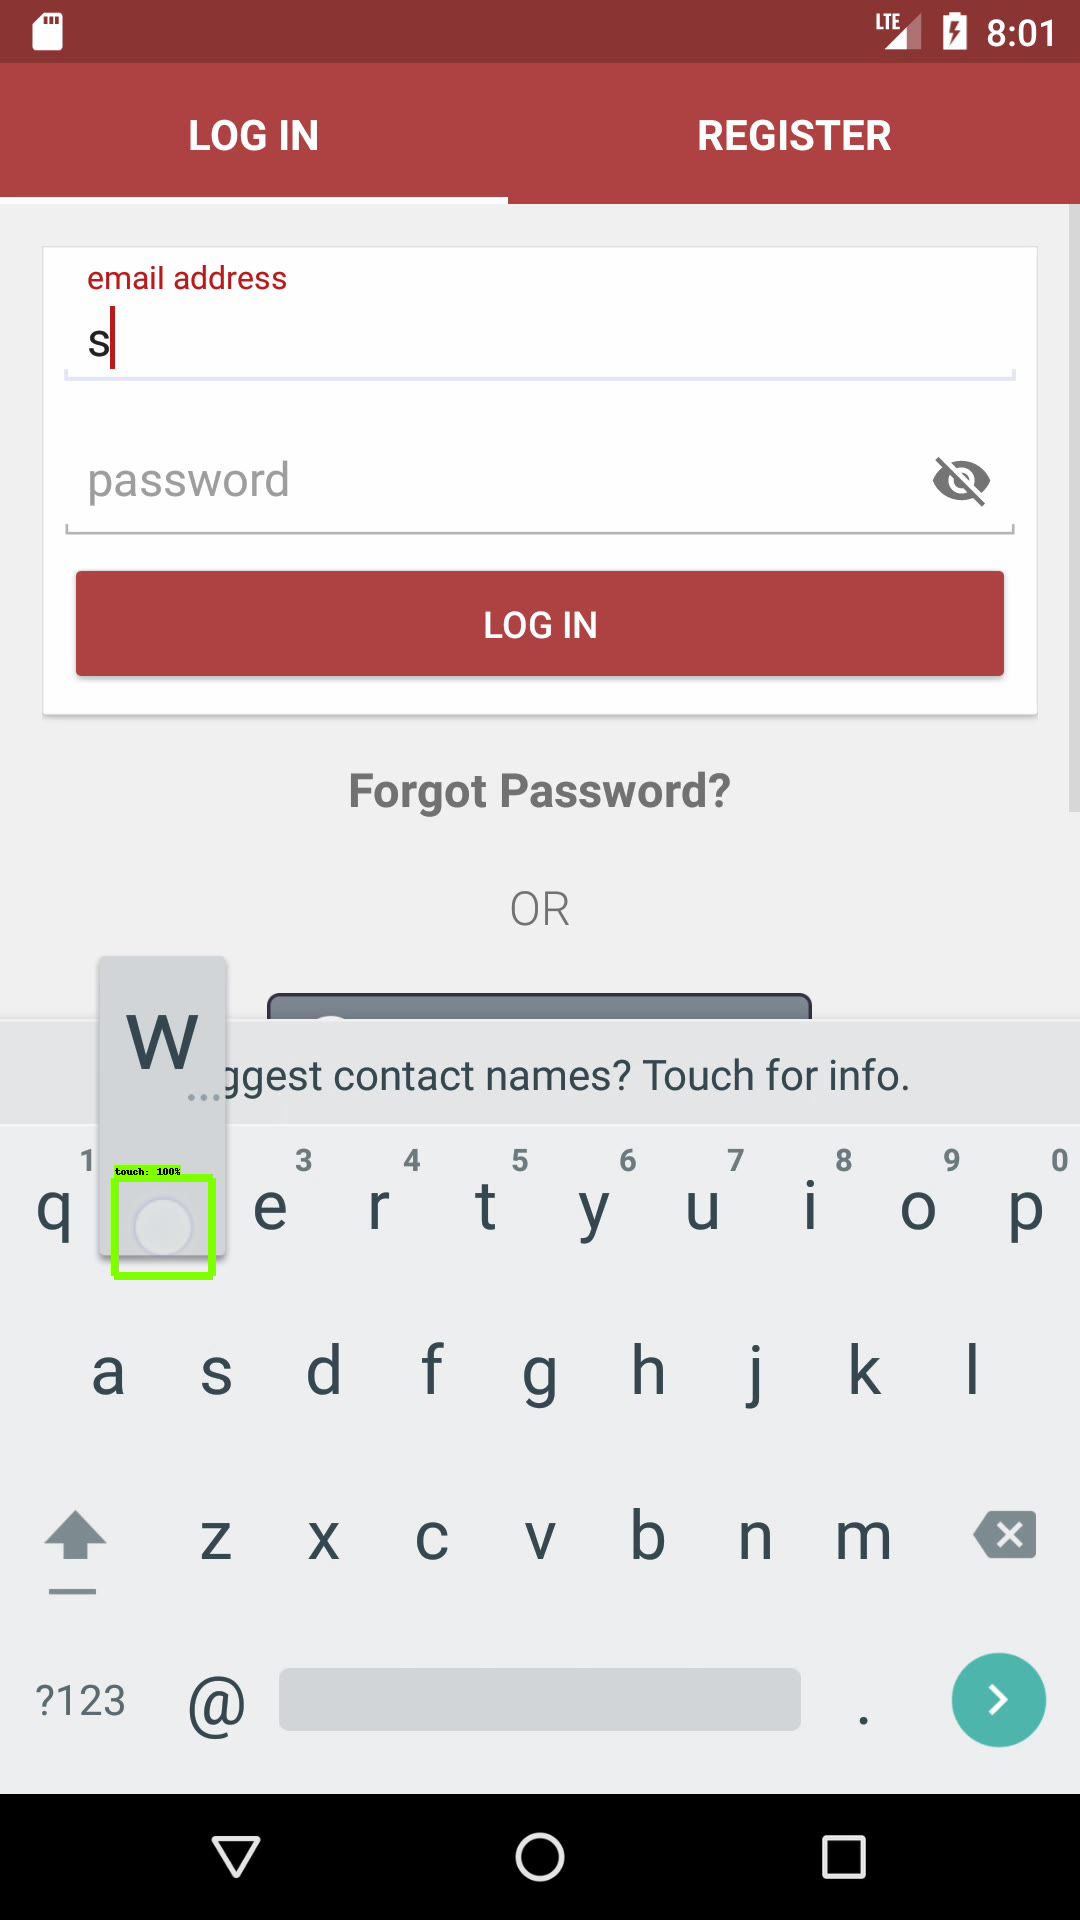 LTE 8:01
LOG IN REGISTER
email address
s
password
LOG IN
Forgot Password?
OR
w
...
ggest contact names? Touch for info.
1 3 4 5 6 7 8 9 0
touch: 100%
q e r t y u i o p
a s d f g h j k l
z x c v b n m
?123 @ .